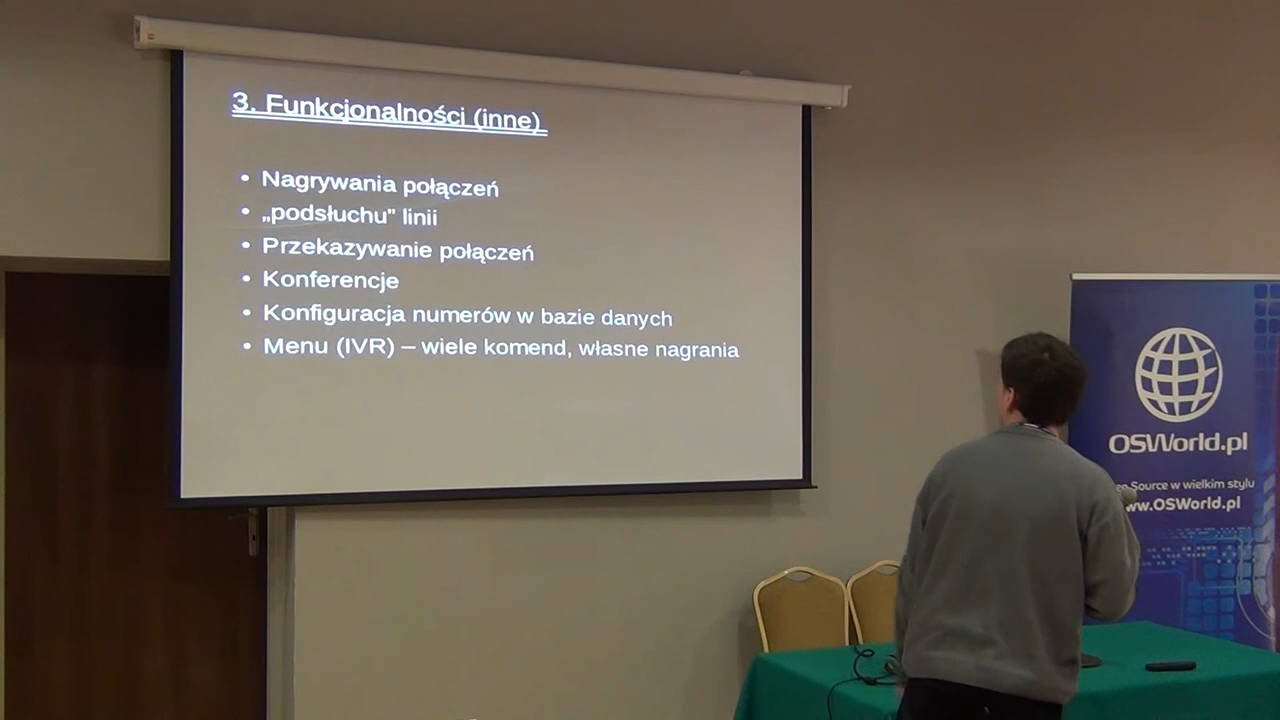 3. Funkcjonalności (inne)
• Nagrywania połączeń
• „podsłuchu” linii
• Przekazywanie połączeń
• Konferencje
• Konfiguracja numerów w bazie danych
• Menu (IVR) – wiele komend, własne nagrania
OSWorld.pl
Source w wielkim stylu
www.OSWorld.pl